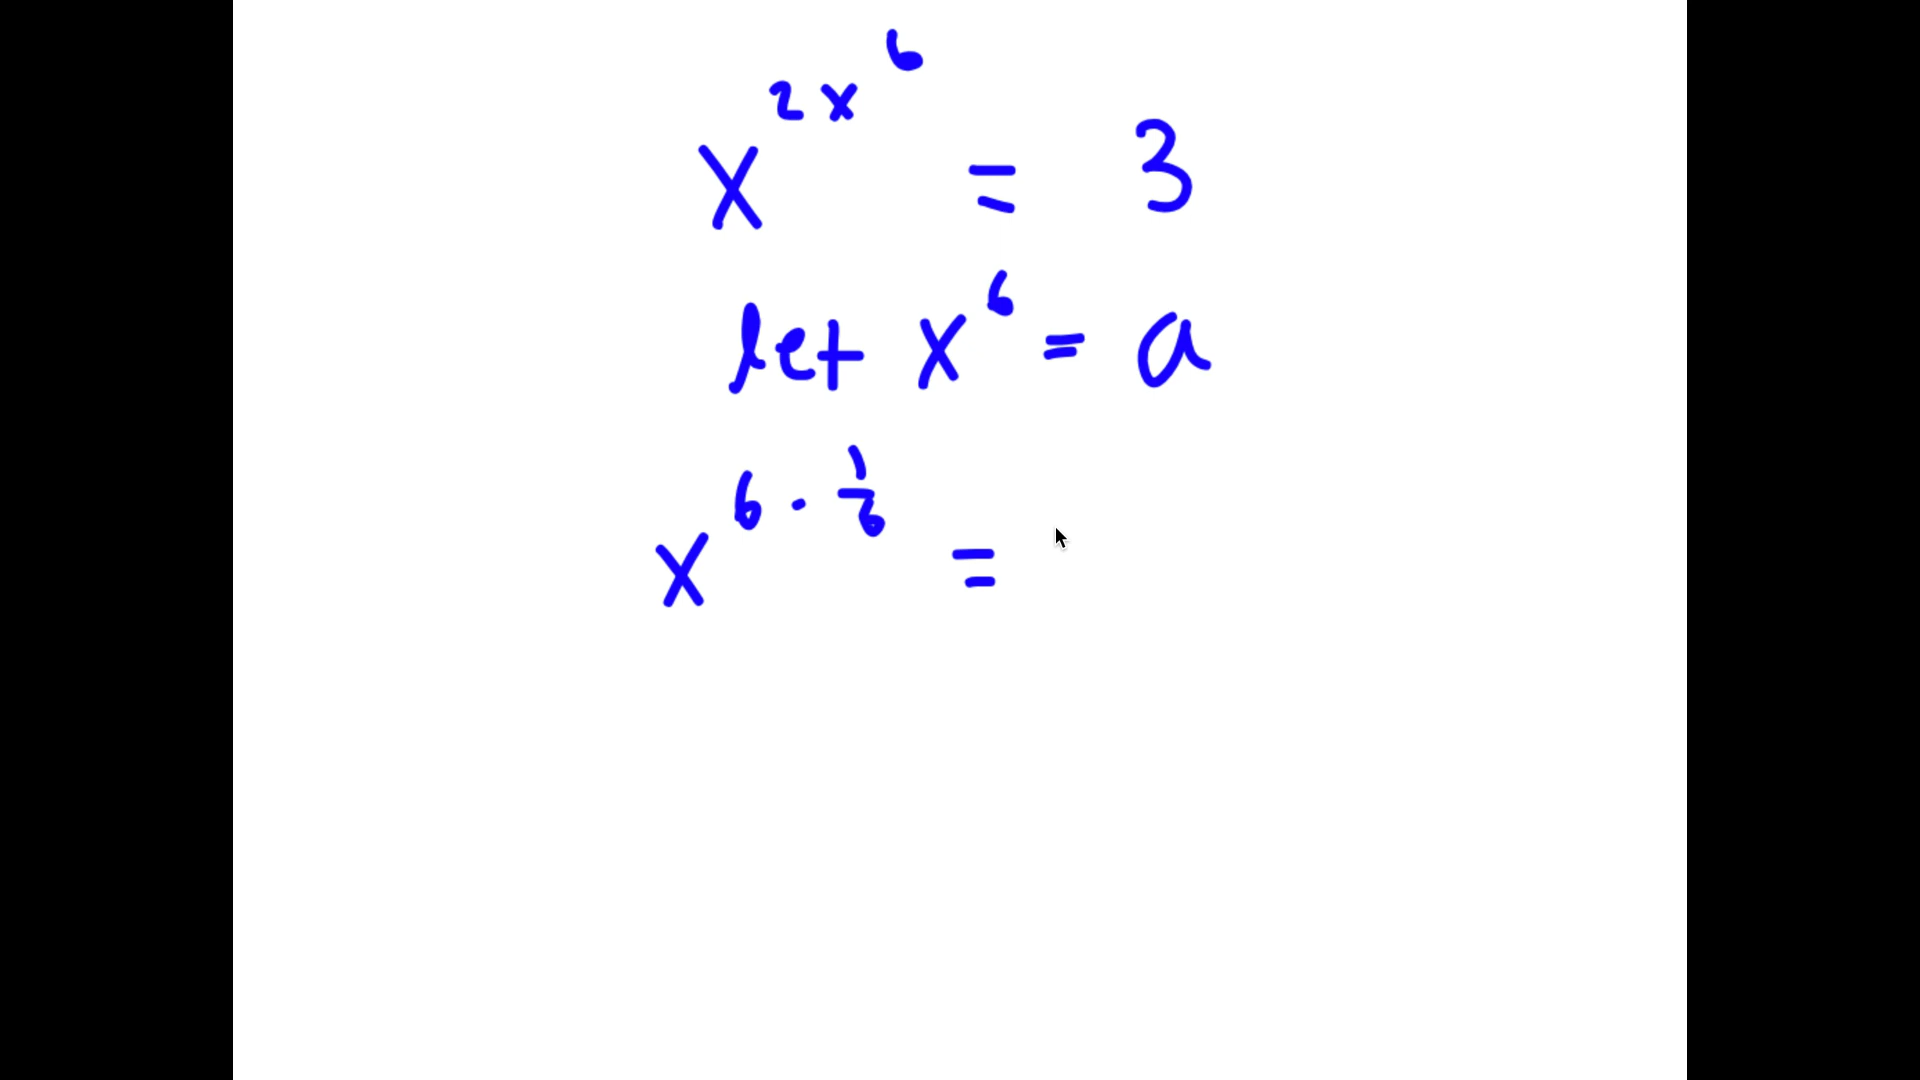 x^{2x^6} = 3
let x^6 = a
x^{6 · 1/6} =